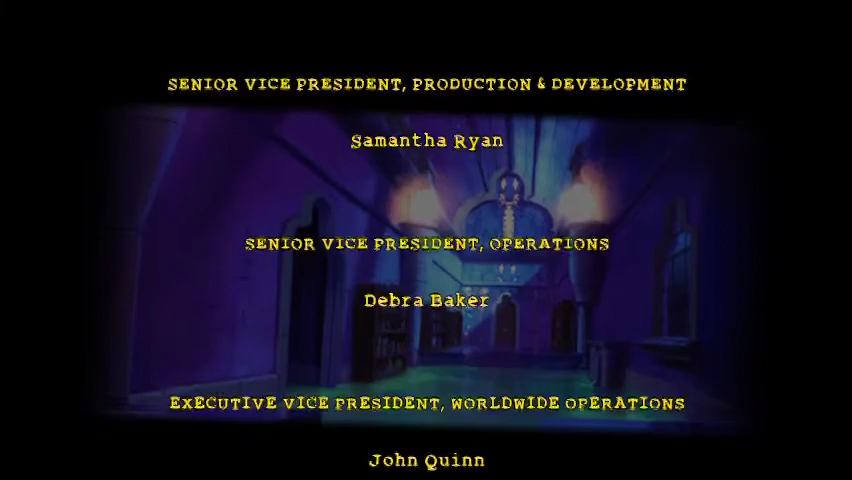 SENIOR VICE PRESIDENT, PRODUCTION & DEVELOPMENT
Samantha Ryan
SENIOR VICE PRESIDENT, OPERATIONS
Debra Baker
EXECUTIVE VICE PRESIDENT, WORLDWIDE OPERATIONS
John Quinn